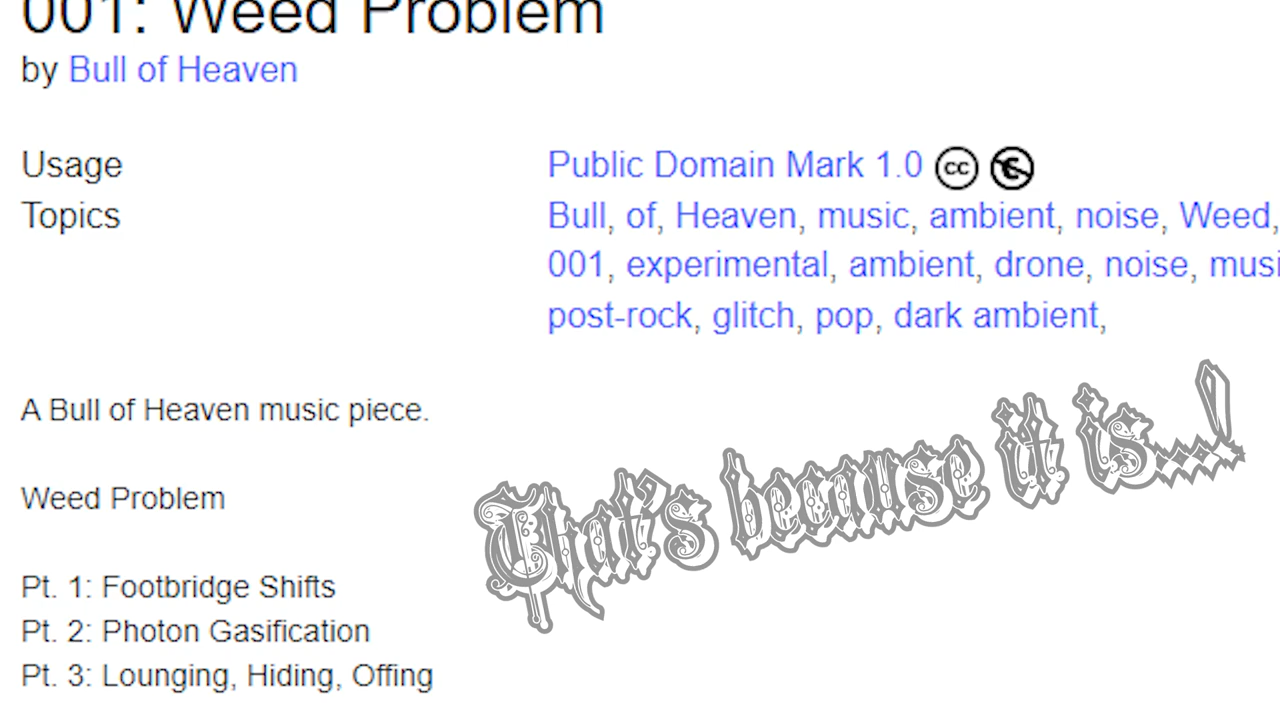 001: Weed Problem
by Bull of Heaven
Usage
Public Domain Mark 1.0
Topics
Bull, of, Heaven, music, ambient, noise, Weed,
001, experimental, ambient, drone, noise, musi
post-rock, glitch, pop, dark ambient,
A Bull of Heaven music piece.
That's because it is...!
Weed Problem
Pt. 1: Footbridge Shifts
Pt. 2: Photon Gasification
Pt. 3: Lounging, Hiding, Offing